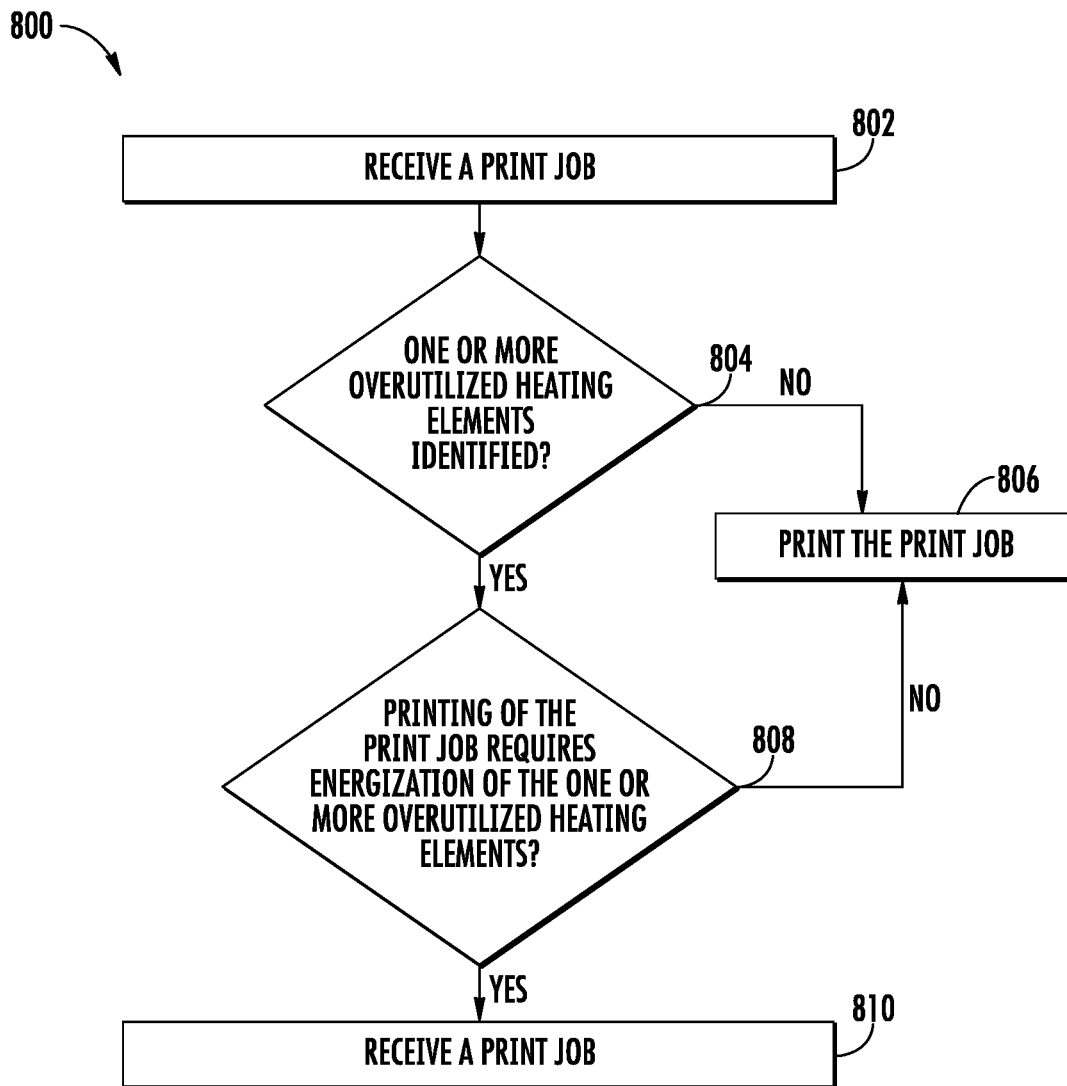 800
802
RECEIVE A PRINT JOB
ONE OR MORE
OVERUTILIZED HEATING
ELEMENTS
IDENTIFIED?
804
NO
806
PRINT THE PRINT JOB
YES
PRINTING OF THE
PRINT JOB REQUIRES
ENERGIZATION OF THE ONE OR
MORE OVERUTILIZED HEATING
ELEMENTS?
808
NO
YES
810
RECEIVE A PRINT JOB